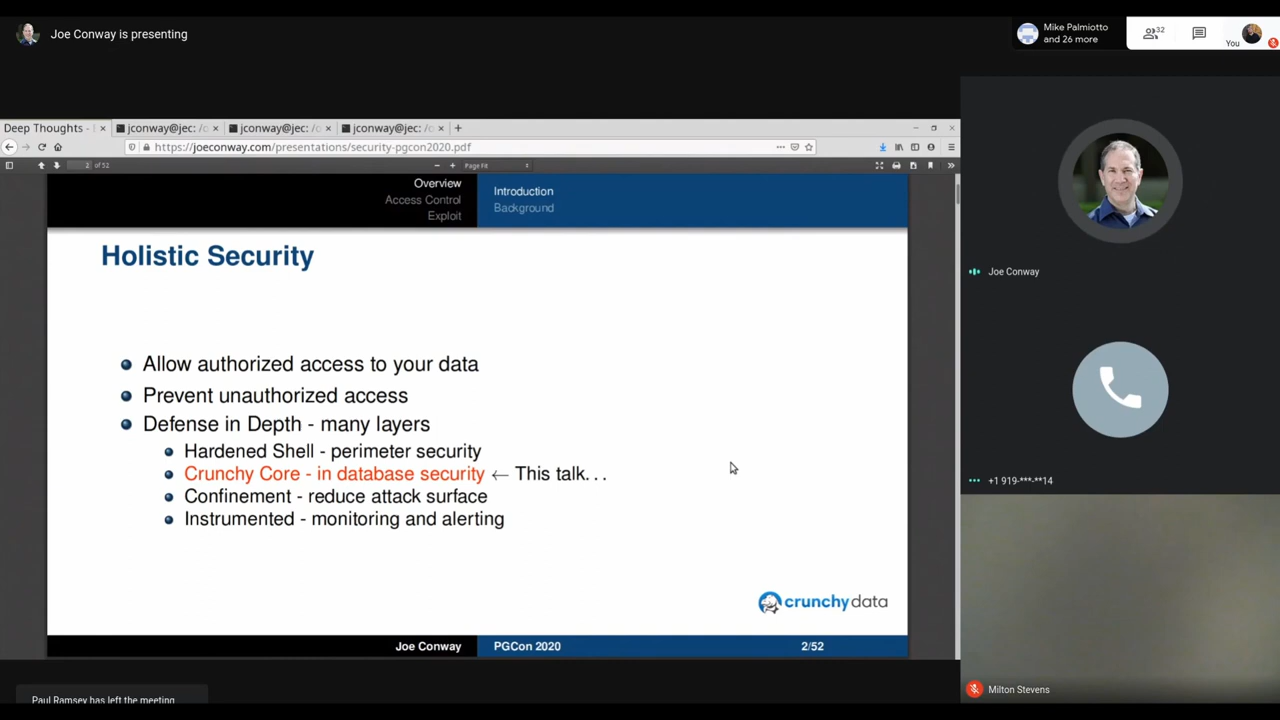 Joe Conway is presenting
Mike Palmiotto
and 26 more
32
You
Deep Thoughts -
jconway@jec: /o
jconway@jec: /o
jconway@jec: /o
https://joeconway.com/presentations/security-pgcon2020.pdf
2 of 52
Page Fit
Overview
Access Control
Exploit
Introduction
Background
Holistic Security
Allow authorized access to your data
Prevent unauthorized access
Defense in Depth - many layers
Hardened Shell - perimeter security
Crunchy Core - in database security ← This talk...
Confinement - reduce attack surface
Instrumented - monitoring and alerting
crunchy data
Joe Conway
PGCon 2020
2/52
Joe Conway
+1 919-***-**14
Milton Stevens
Paul Ramsey has left the meeting